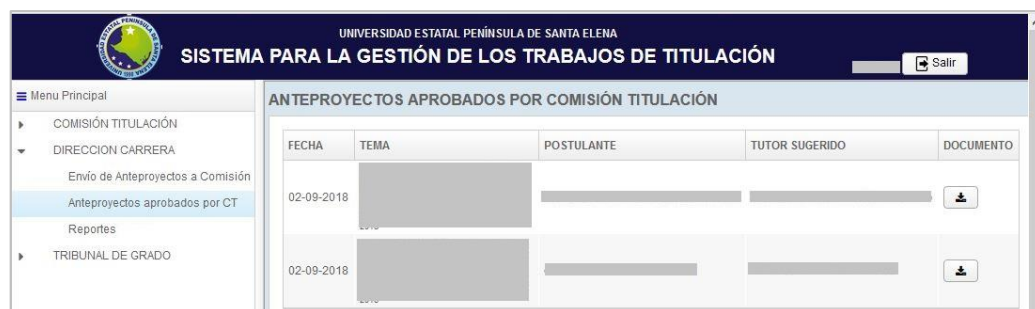 UNIVERSIDAD ESTATAL PENÍNSULA DE SANTA ELENA
SISTEMA PARA LA GESTIÓN DE LOS TRABAJOS DE TITULACIÓN
Salir
Menu Principal
COMISIÓN TITULACIÓN
DIRECCION CARRERA
Envío de Anteproyectos a Comisión
Anteproyectos aprobados por CT
Reportes
TRIBUNAL DE GRADO
ANTEPROYECTOS APROBADOS POR COMISIÓN TITULACIÓN
FECHA TEMA POSTULANTE TUTOR SUGERIDO DOCUMENTO
02-09-2018
02-09-2018